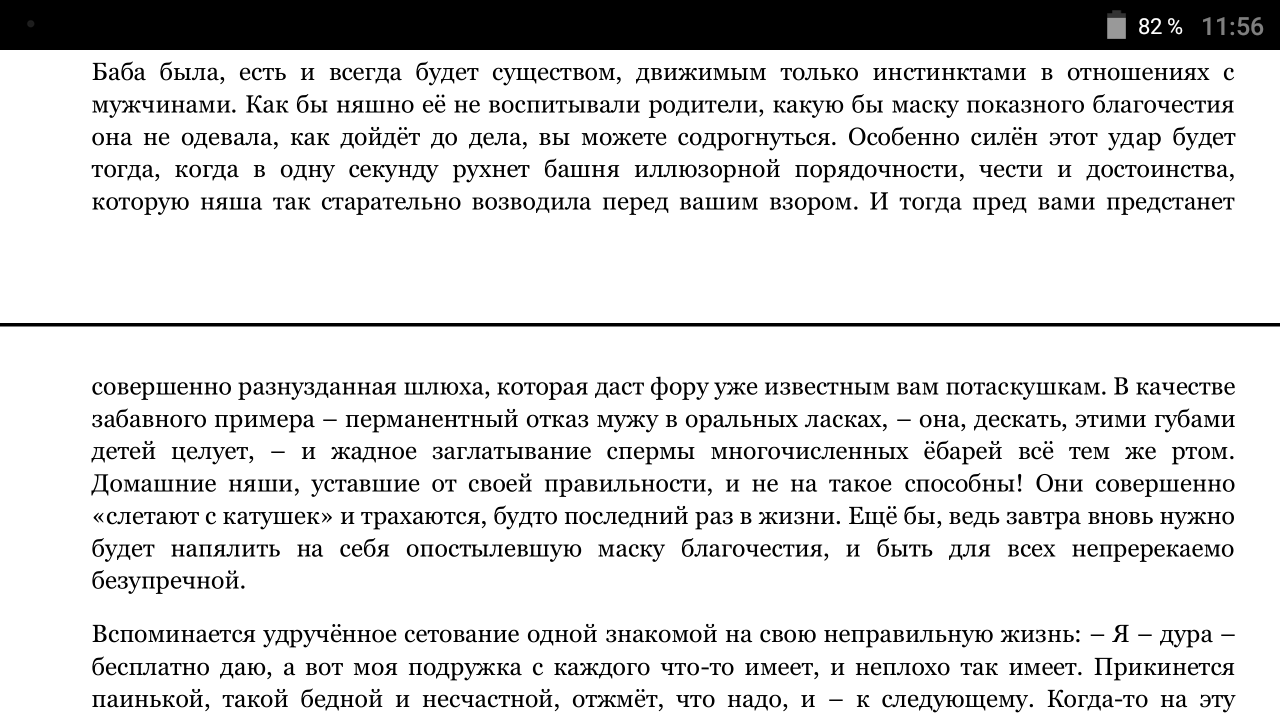 82 % 11:56
Баба была, есть и всегда будет существом, движимым только инстинктами в отношениях с
мужчинами. Как бы няшно её не воспитывали родители, какую бы маску показного благочестия
она не одевала, как дойдёт до дела, вы можете содрогнуться. Особенно силён этот удар будет
тогда, когда в одну секунду рухнет башня иллюзорной порядочности, чести и достоинства,
которую няша так старательно возводила перед вашим взором. И тогда пред вами предстанет
совершенно разнузданная шлюха, которая даст фору уже известным вам потаскушкам. В качестве
забавного примера – перманентный отказ мужу в оральных ласках, – она, дескать, этими губами
детей целует, – и жадное заглатывание спермы многочисленных ёбарей всё тем же ртом.
Домашние няши, уставшие от своей правильности, и не на такое способны! Они совершенно
«слетают с катушек» и трахаются, будто последний раз в жизни. Ещё бы, ведь завтра вновь нужно
будет напялить на себя опостылевшую маску благочестия, и быть для всех непререкаемо
безупречной.
Вспоминается удручённое сетование одной знакомой на свою неправильную жизнь: – Я – дура –
бесплатно даю, а вот моя подружка с каждого что-то имеет, и неплохо так имеет. Прикинется
паинькой, такой бедной и несчастной, отжмёт, что надо, и – к следующему. Когда-то на эту